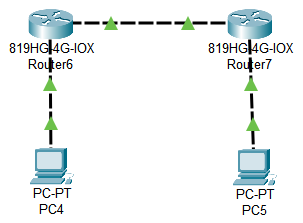 819HG-4G-IOX
Router6
819HG-4G-IOX
Router7
PC-PT
PC4
PC-PT
PC5